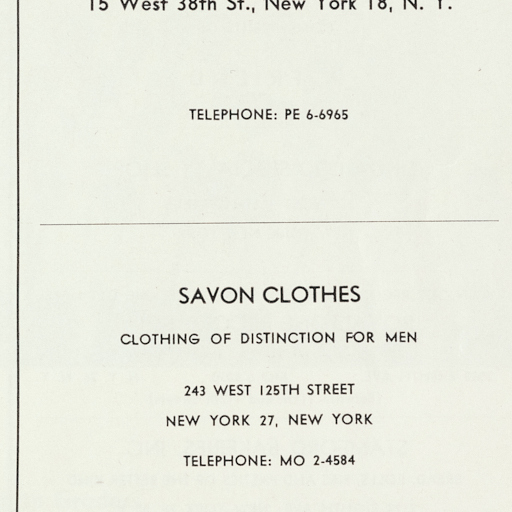 15 West 38th St., New York 18, N. Y.
TELEPHONE: PE 6-6965
SAVON CLOTHES
CLOTHING OF DISTINCTION FOR MEN
243 WEST 125TH STREET
NEW YORK 27, NEW YORK
TELEPHONE: MO 2-4584